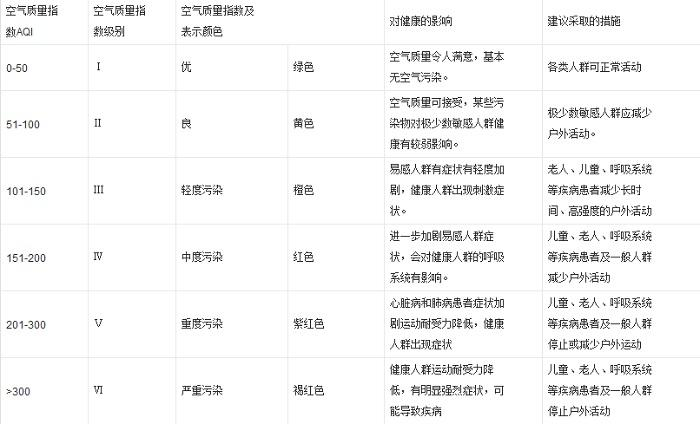 空气质量指
数AQI
空气质量指
数级别
空气质量指数及
表示颜色
对健康的影响
建议采取的措施
0-50
Ⅰ
优
绿色
空气质量令人满意，基本
无空气污染。
各类人群可正常活动
51-100
Ⅱ
良
黄色
空气质量可接受，某些污
染物对极少数敏感人群健
康有较弱影响。
极少数敏感人群应减少
户外活动。
101-150
Ⅲ
轻度污染
橙色
易感人群有症状有轻度加
剧，健康人群出现刺激症
状。
老人、儿童、呼吸系统
等疾病患者减少长时
间、高强度的户外活动
151-200
Ⅳ
中度污染
红色
进一步加剧易感人群症
状，会对健康人群的呼吸
系统有影响。
儿童、老人、呼吸系统
等疾病患者及一般人群
减少户外活动
201-300
Ⅴ
重度污染
紫红色
心脏病和肺病患者症状加
剧运动耐受力降低，健康
人群出现症状
儿童、老人、呼吸系统
等疾病患者及一般人群
停止或减少户外运动
>300
Ⅵ
严重污染
褐红色
健康人群运动耐受力降
低，有明显强烈症状，可
能导致疾病
儿童、老人、呼吸系统
等疾病患者及一般人群
停止户外活动